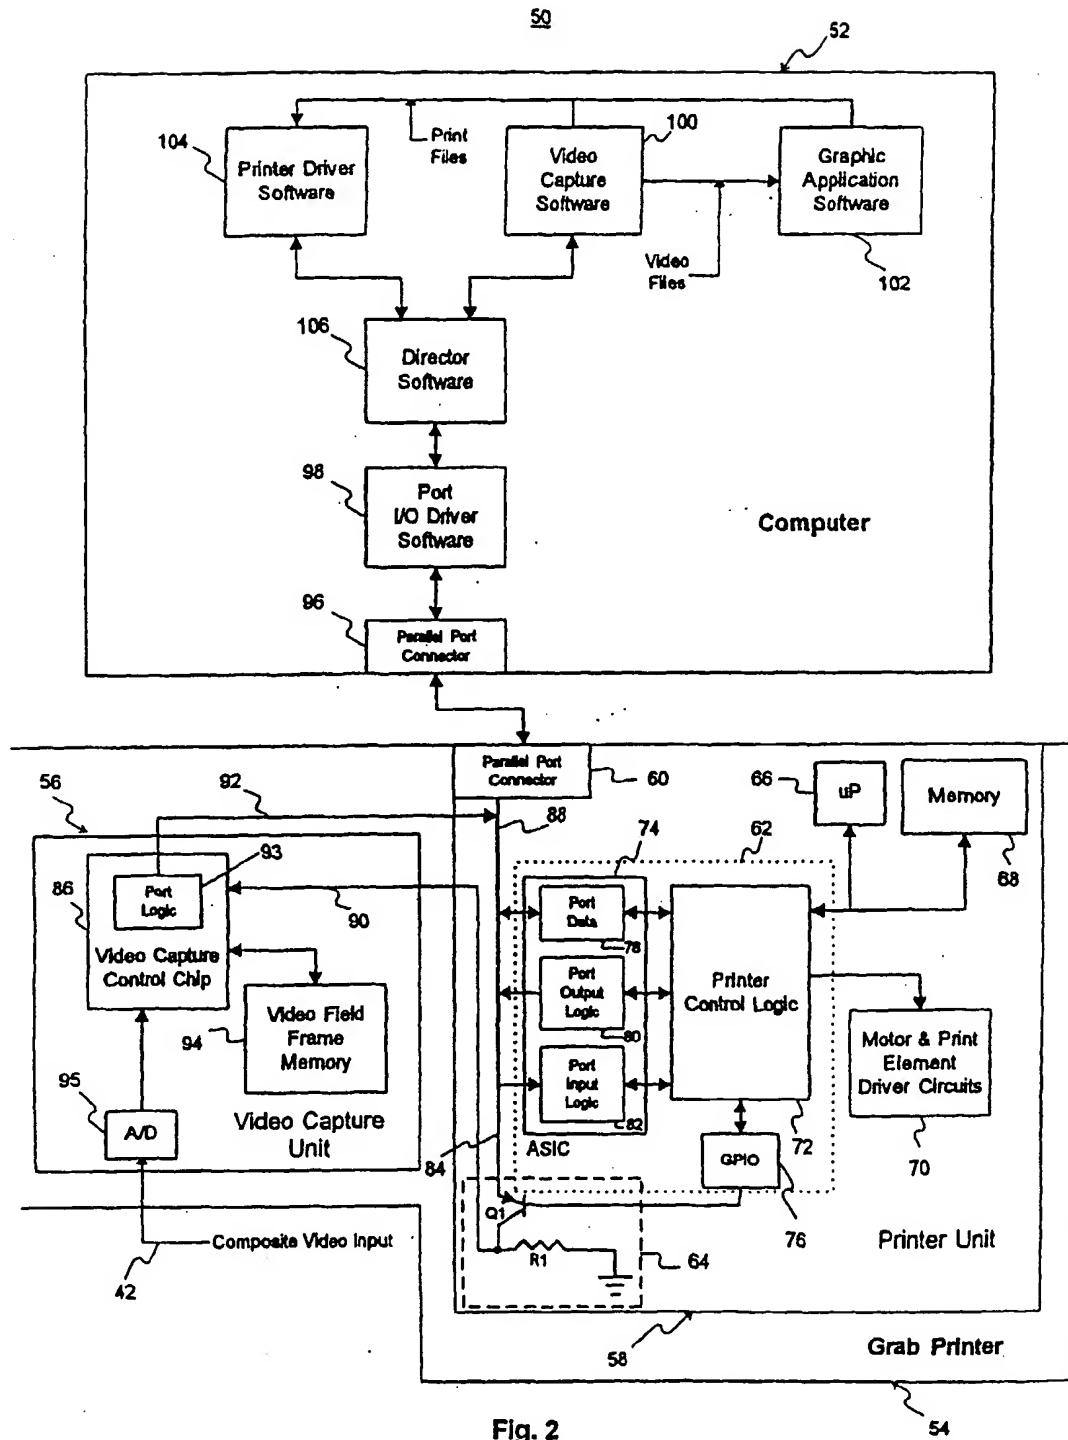 50
52
104
Printer Driver
Software
Print
Files
Video
Capture
Software
100
Graphic
Application
Software
Video
Files
102
106
Director
Software
98
Port
I/O Driver
Software
Computer
96
Parallel Port
Connector
Parallel Port
Connector
60
56
92
88
66
uP
Memory
68
74
62
93
86
Port
Logic
90
Video Capture
Control Chip
Port
Data
78
Port
Output
Logic
80
Port
Input
Logic
82
ASIC
Printer
Control Logic
72
94
Video Field
Frame
Memory
Motor & Print
Element
Driver Circuits
70
95
A/D
Video Capture
Unit
84
GPIO
76
Q1
R1
64
Printer Unit
Composite Video Input
42
58
Grab Printer
54
Fig. 2